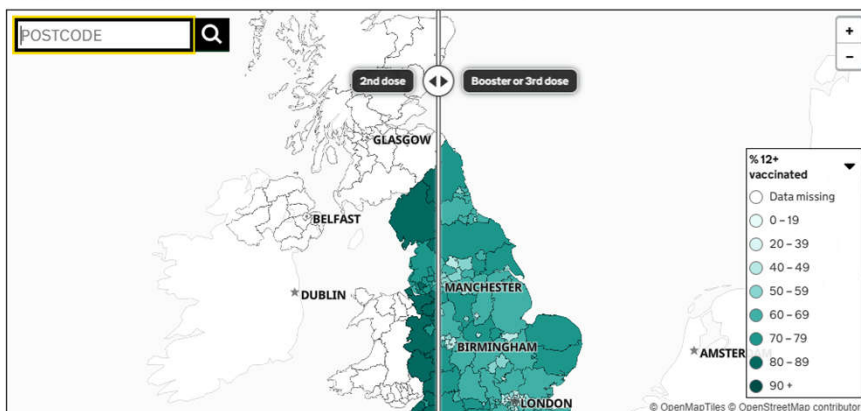 POSTCODE
+
−
2nd dose
Booster or 3rd dose
GLASGOW
BELFAST
DUBLIN
MANCHESTER
BIRMINGHAM
LONDON
AMSTERDAM
% 12+
vaccinated
Data missing
0 – 19
20 – 39
40 – 49
50 – 59
60 – 69
70 – 79
80 – 89
90 +
© OpenMapTiles © OpenStreetMap contributor